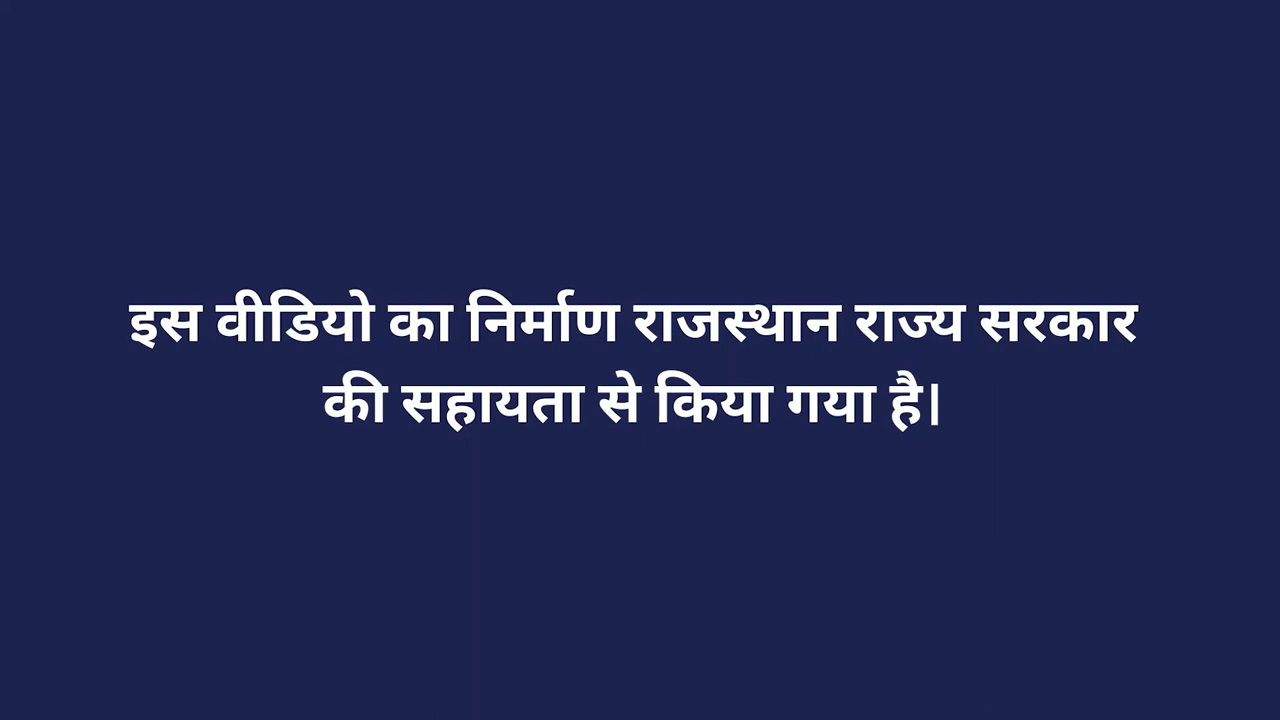 इस वीडियो का निर्माण राजस्थान राज्य सरकार
की सहायता से किया गया है।